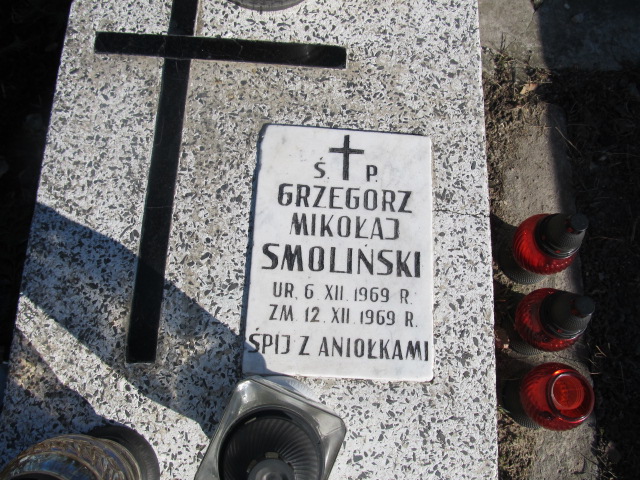 Ś. P.
GRZEGORZ
MIKOŁAJ
SMOLIŃSKI
UR. 6. XII. 1969 R.
ZM. 12. XII. 1969 R.
ŚPIJ Z ANIOŁKAMI